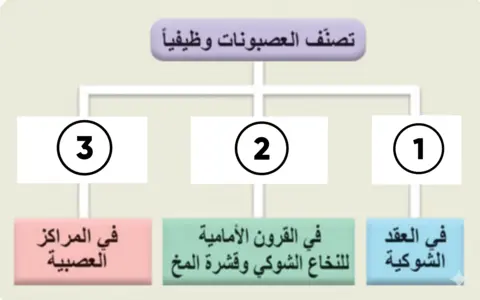 تصنّف العصبونات وظيفياً
1
2
3
في العقد
الشوكية
في القرون الأمامية
للنخاع الشوكي وقشرة المخ
في المراكز
العصبية